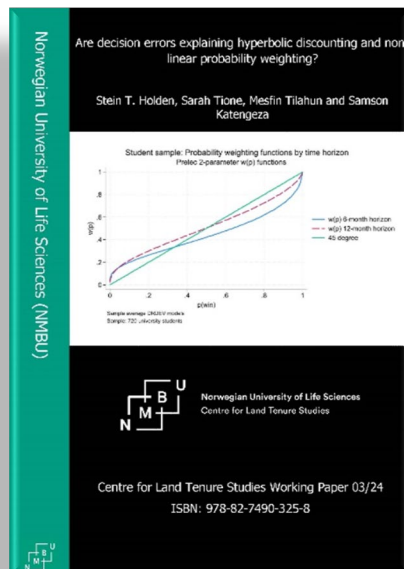 Norwegian University of Life Sciences (NMBU)
Are decision errors explaining hyperbolic discounting and non
linear probability weighting?
Stein T. Holden, Sarah Tione, Mesfin Tilahun and Samson
Katengeza
Student sample: Probability weighting functions by time horizon
Prelec 2-parameter w(p) functions
1
.8
.6
.4
.2
0
w(p)
0 .2 .4 .6 .8 1
p(win)
w(p) 6-month horizon
w(p) 12-month horizon
45 degree
Sample average models
Sample: 720 university students
N M B U
Norwegian University of Life Sciences
Centre for Land Tenure Studies
Centre for Land Tenure Studies Working Paper 03/24
ISBN: 978-82-7490-325-8
N M B U